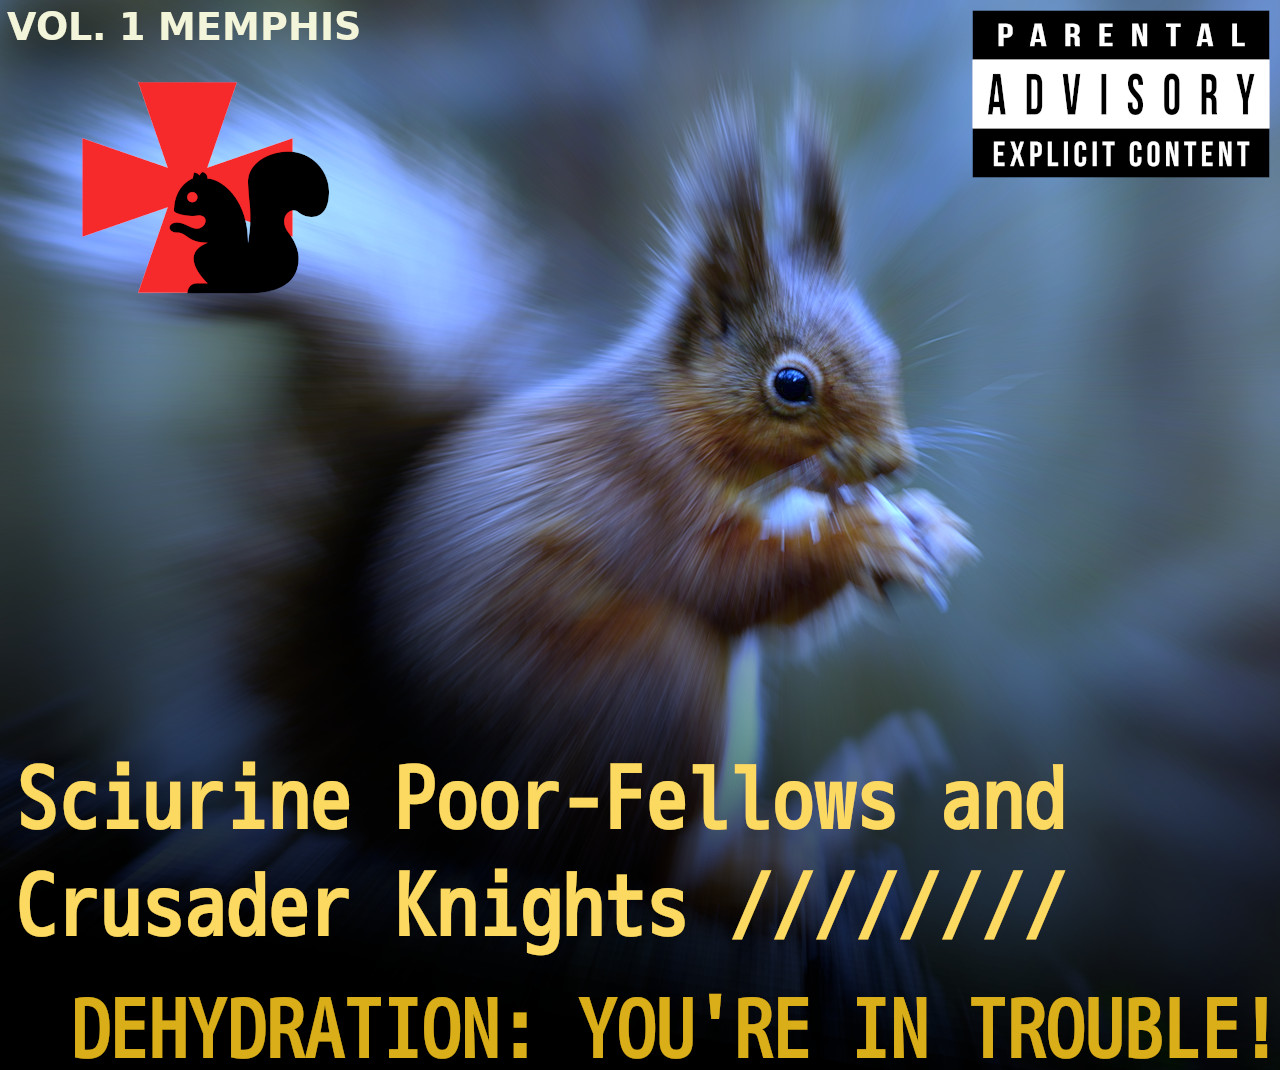 VOL. 1 MEMPHIS
PARENTAL
ADVISORY
EXPLICIT CONTENT
Sciurine Poor-Fellows and
Crusader Knights ////////
DEHYDRATION: YOU'RE IN TROUBLE!